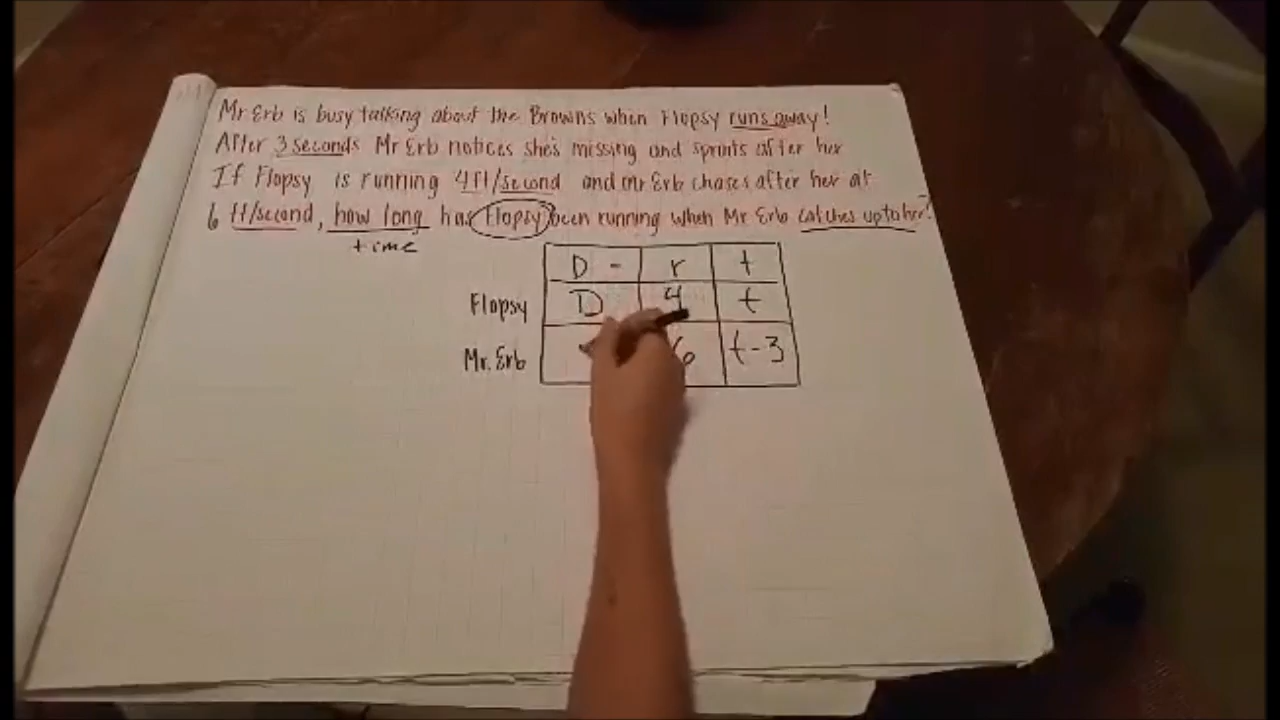 Mr Erb is busy talking about the Browns when Flopsy runs away!
After 3 seconds Mr Erb notices she's missing and sprints after her
If Flopsy is running 4ft/second and Mr Erb chases after her at
6 ft/second, how long has Flopsy been running when Mr Erb catches up to her?
time
D = r t
Flopsy D 4 t
Mr. Erb 6 t-3